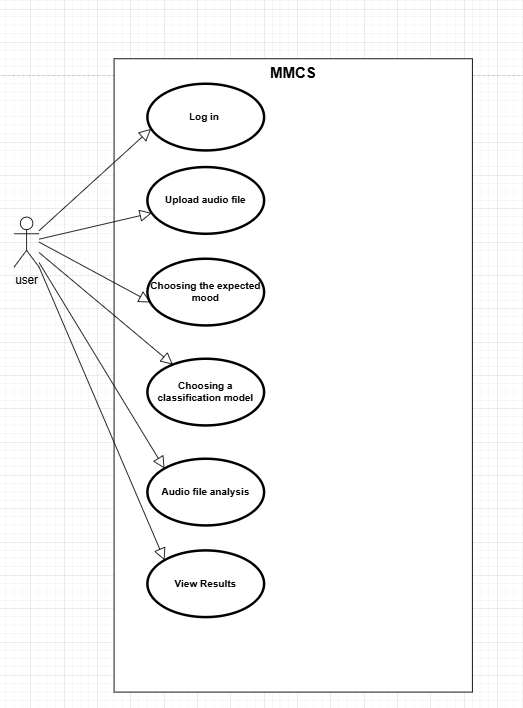 MMCS
Log in
Upload audio file
user
Choosing the expected
mood
Choosing a
classification model
Audio file analysis
View Results